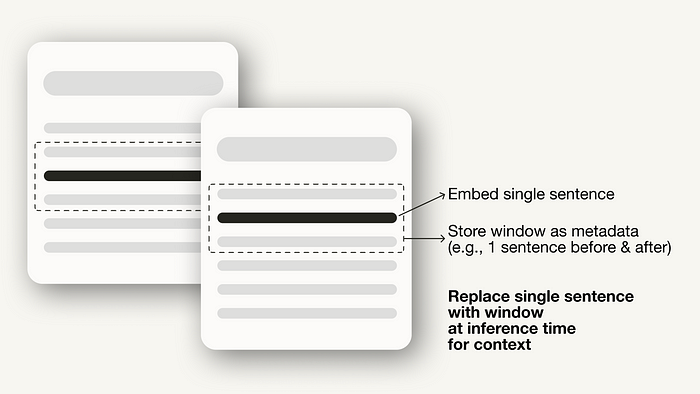 Embed single sentence
Store window as metadata
(e.g., 1 sentence before & after)
Replace single sentence
with window
at inference time
for context